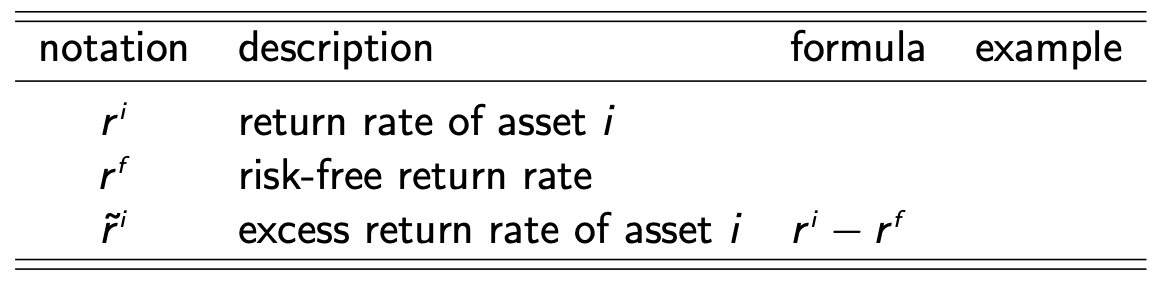 notation description formula example
r^i return rate of asset i
r^f risk-free return rate
r̃^i excess return rate of asset i r^i − r^f